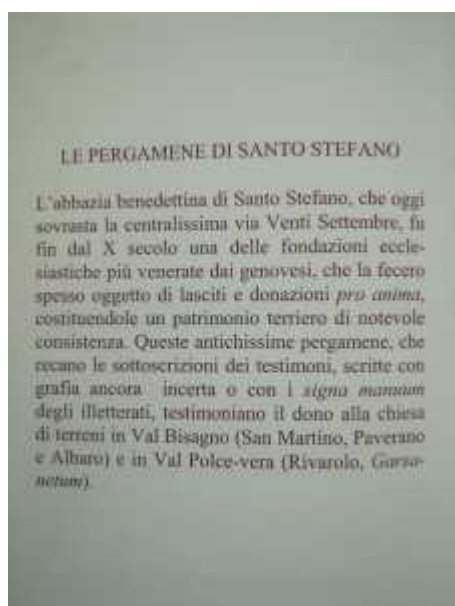 LE PERGAMENE DI SANTO STEFANO
L'abbazia benedettina di Santo Stefano, che oggi
sovrasta la centralissima via Venti Settembre, fu
fin dal X secolo una delle fondazioni eccle-
siastiche più venerate dai genovesi, che la fecero
spesso oggetto di lasciti e donazioni pro anima,
costituendole un patrimonio terriero di notevole
consistenza. Queste antichissime pergamene, che
recano le sottoscrizioni dei testimoni, scritte con
grafia ancora incerta o con i signa manuum
degli illetterati, testimoniano il dono alla chiesa
di terreni in Val Bisagno (San Martino, Paverano
e Albaro) e in Val Polce-vera (Rivarolo, Garsa-
netum).